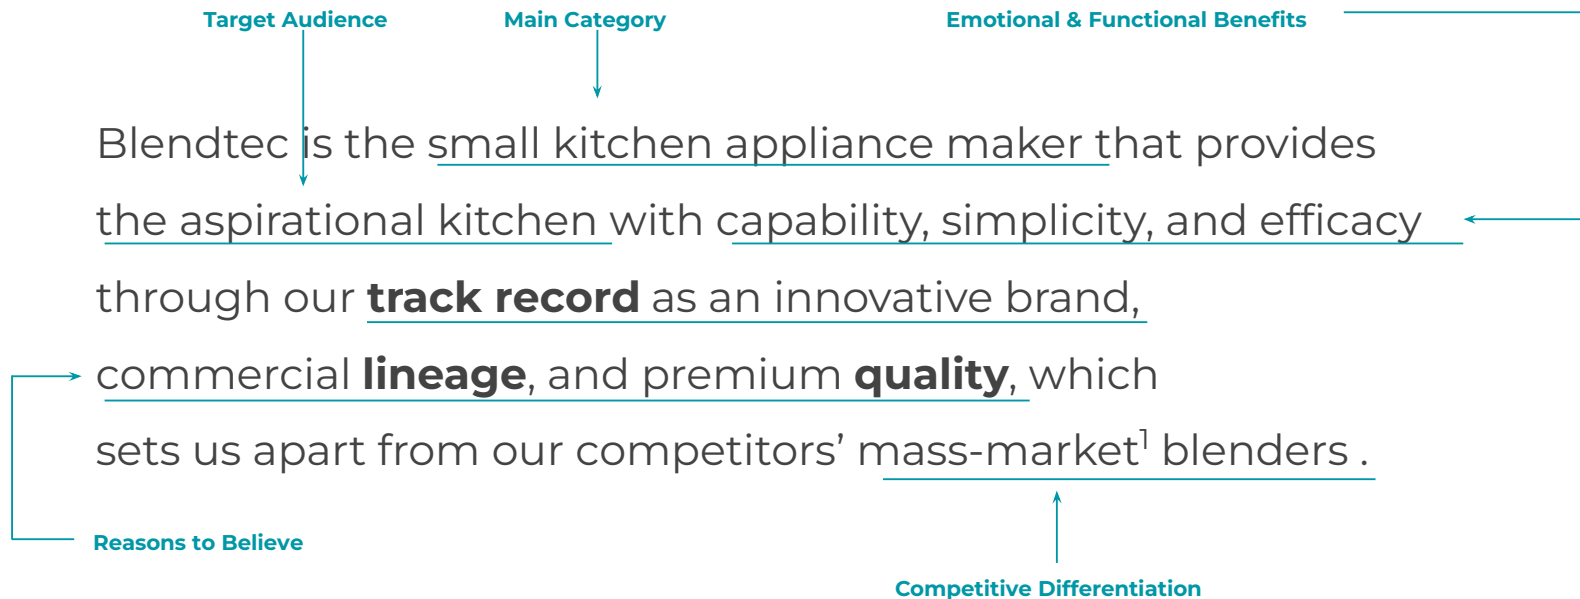 Target Audience
Main Category
Emotional & Functional Benefits
Blendtec is the small kitchen appliance maker that provides
the aspirational kitchen with capability, simplicity, and efficacy
through our track record as an innovative brand,
commercial lineage, and premium quality, which
sets us apart from our competitors’ mass-market¹ blenders .
Reasons to Believe
Competitive Differentiation